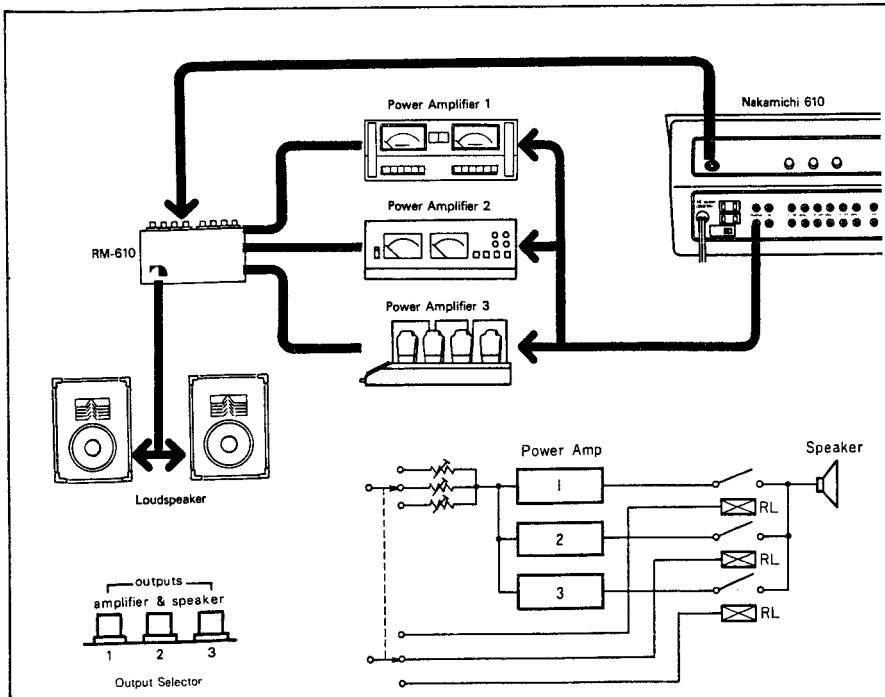 Power Amplifier 1
Nakamichi 610
Power Amplifier 2
RM-610
Power Amplifier 3
Loudspeaker
Power Amp
Speaker
1
RL
2
RL
3
RL
outputs
amplifier & speaker
1 2 3
Output Selector